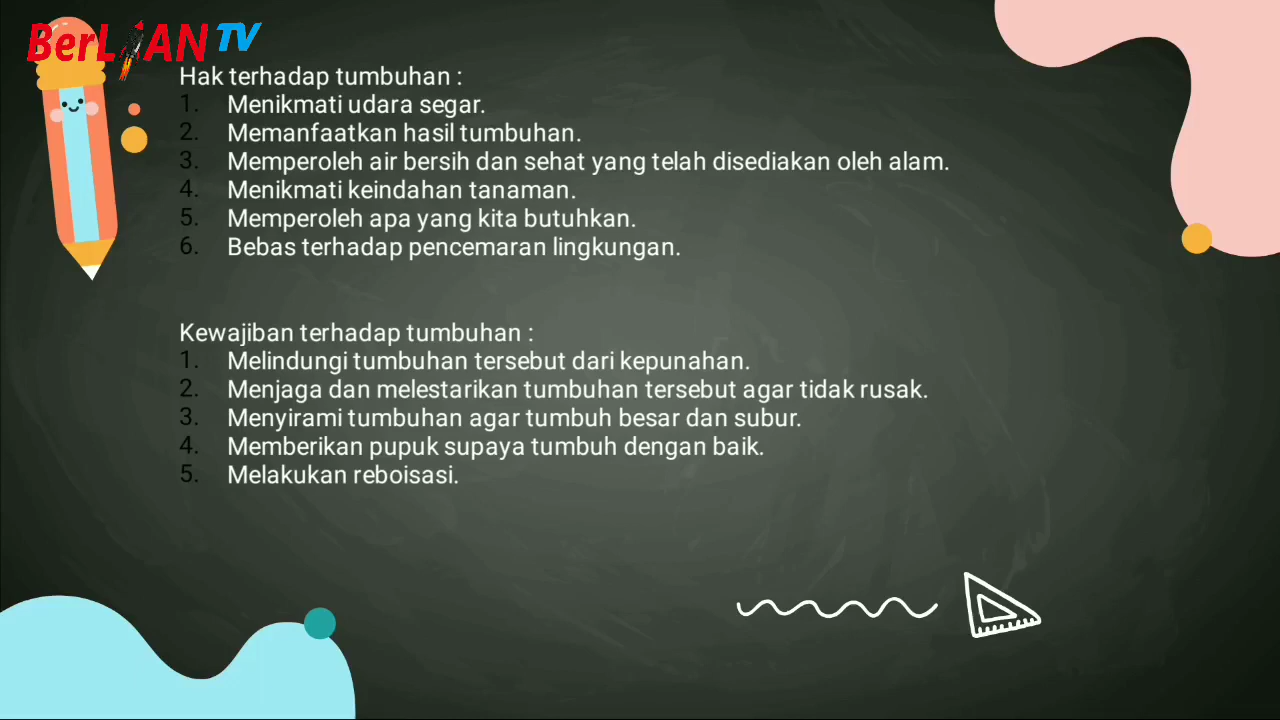 BerLIAN TV
Hak terhadap tumbuhan :
1. Menikmati udara segar.
2. Memanfaatkan hasil tumbuhan.
3. Memperoleh air bersih dan sehat yang telah disediakan oleh alam.
4. Menikmati keindahan tanaman.
5. Memperoleh apa yang kita butuhkan.
6. Bebas terhadap pencemaran lingkungan.
Kewajiban terhadap tumbuhan :
1. Melindungi tumbuhan tersebut dari kepunahan.
2. Menjaga dan melestarikan tumbuhan tersebut agar tidak rusak.
3. Menyirami tumbuhan agar tumbuh besar dan subur.
4. Memberikan pupuk supaya tumbuh dengan baik.
5. Melakukan reboisasi.